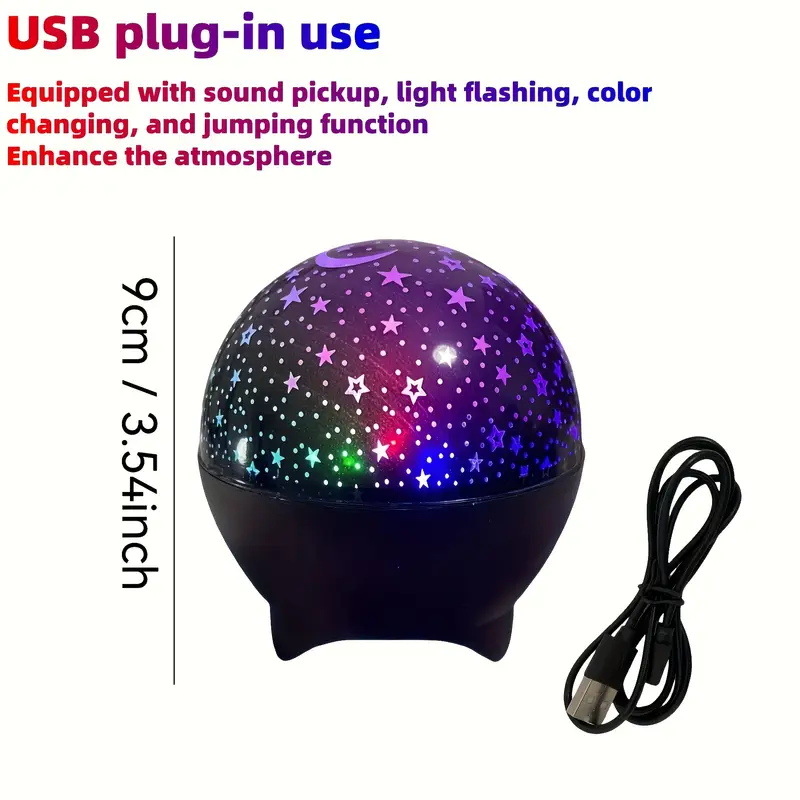 USB plug-in use
Equipped with sound pickup, light flashing, color
changing, and jumping function
Enhance the atmosphere
9cm / 3.54inch